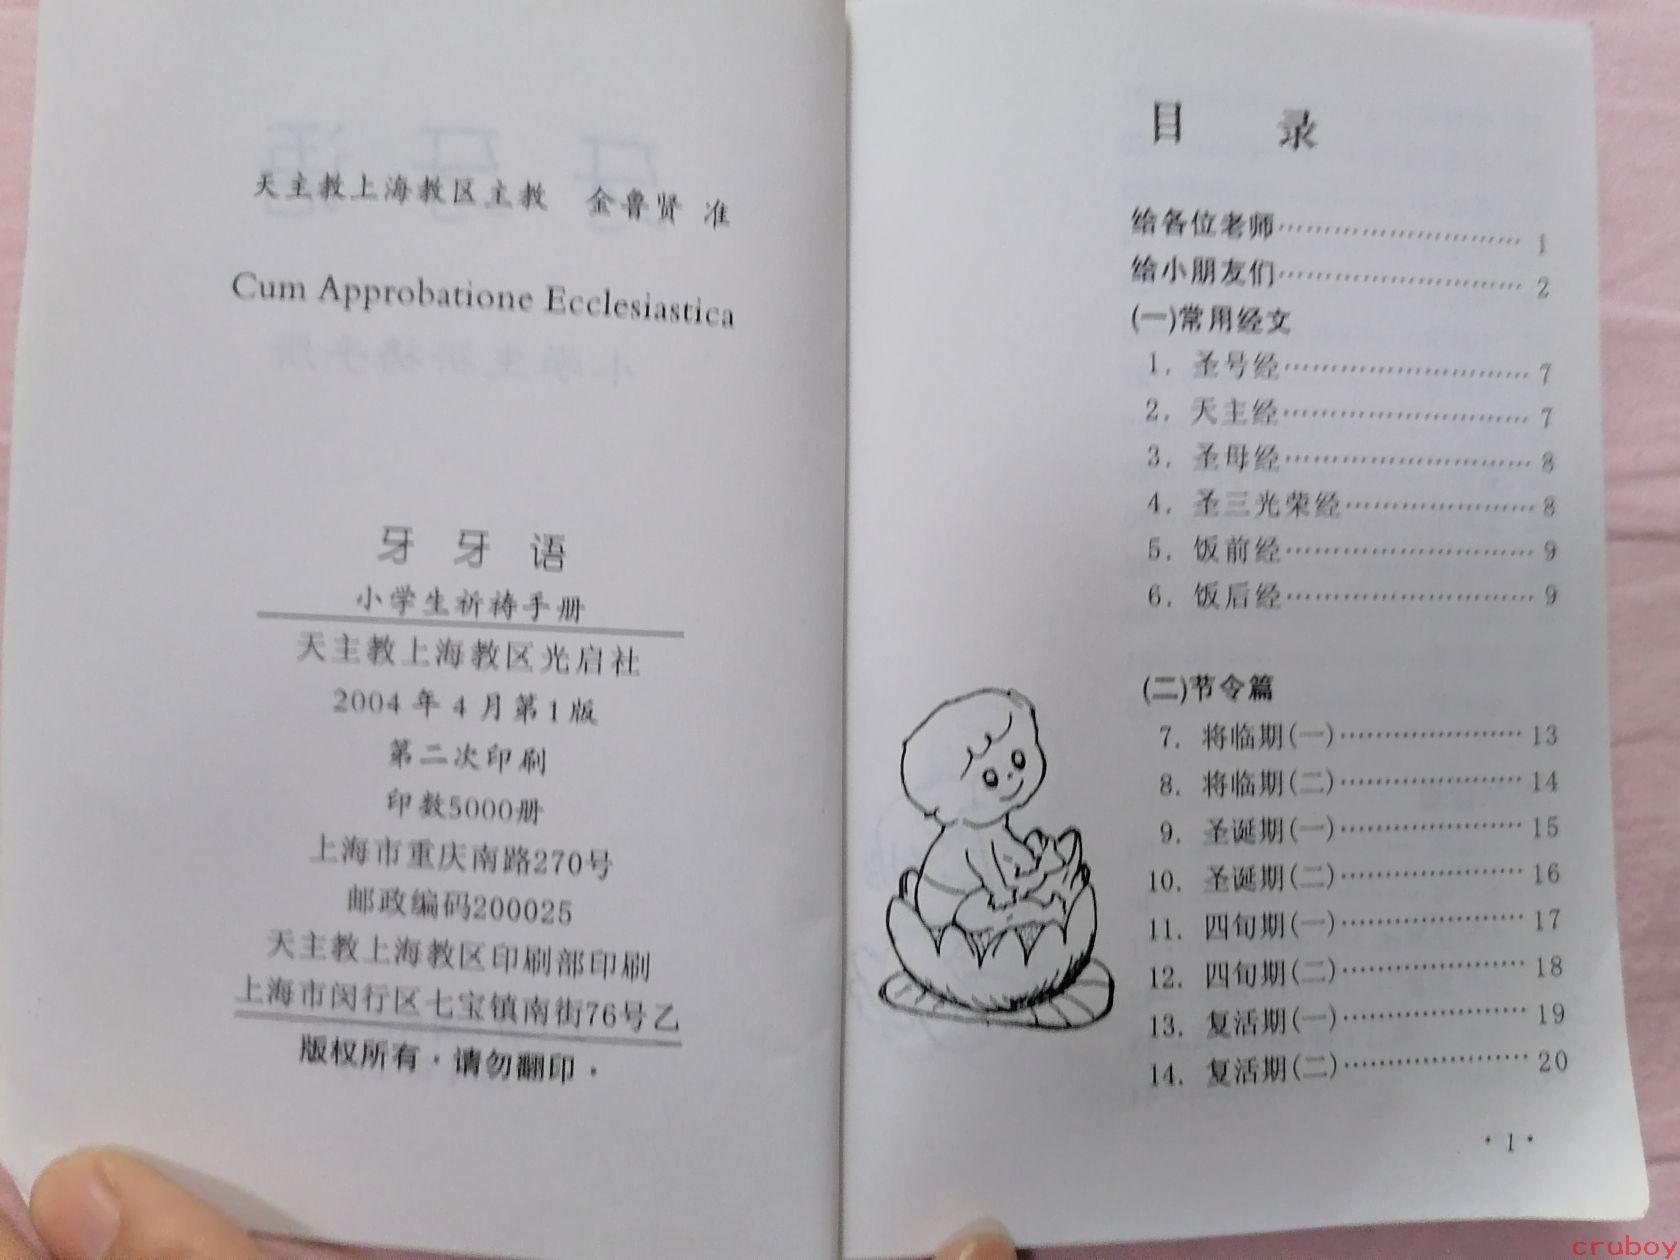 天主教上海教区主教 金鲁贤 准
Cum Approbatione Ecclesiastica
牙牙语
小学生祈祷手册
天主教上海教区光启社
2004年4月第1版
第二次印刷
印数5000册
上海市重庆南路270号
邮政编码200025
天主教上海教区印刷部印刷
上海市闵行区七宝镇南街76号乙
版权所有·请勿翻印·
目 录
给各位老师…………………………1
给小朋友们…………………………2
(一)常用经文
1. 圣号经…………………………7
2. 天主经…………………………7
3. 圣母经…………………………8
4. 圣三光荣经……………………8
5. 饭前经…………………………9
6. 饭后经…………………………9
(二)节令篇
7. 将临期(一)……………………13
8. 将临期(二)……………………14
9. 圣诞期(一)……………………15
10. 圣诞期(二)……………………16
11. 四旬期(一)……………………17
12. 四旬期(二)……………………18
13. 复活期(一)……………………19
14. 复活期(二)……………………20
·1·
cruboy